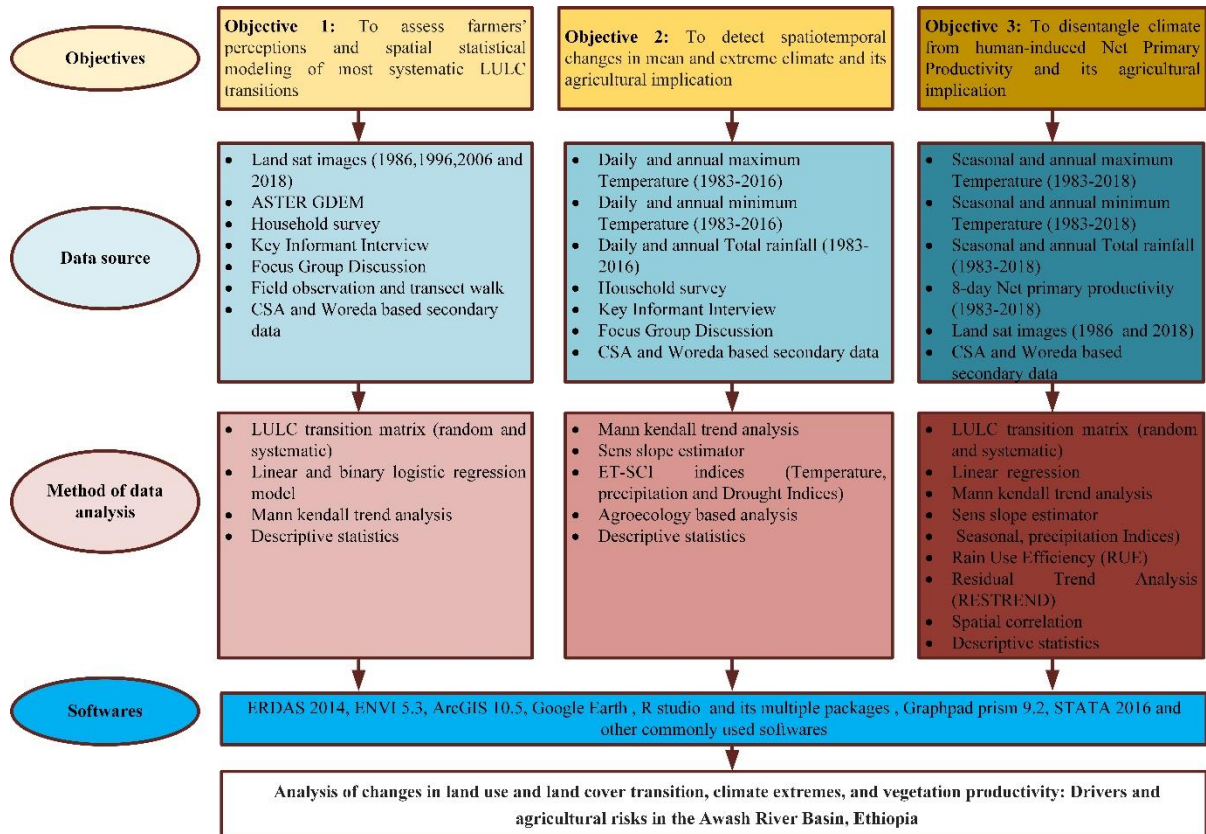 Objectives
Objective 1: To assess farmers'
perceptions and spatial statistical
modeling of most systematic LULC
transitions
Objective 2: To detect spatiotemporal
changes in mean and extreme climate and its
agricultural implication
Objective 3: To disentangle climate
from human-induced Net Primary
Productivity and its agricultural
implication
Data source
• Land sat images (1986,1996,2006 and
2018)
• ASTER GDEM
• Household survey
• Key Informant Interview
• Focus Group Discussion
• Field observation and transect walk
• CSA and Woreda based secondary
data
• Daily and annual maximum
Temperature (1983-2016)
• Daily and annual minimum
Temperature (1983-2016)
• Daily and annual Total rainfall (1983-
2016)
• Household survey
• Key Informant Interview
• Focus Group Discussion
• CSA and Woreda based secondary data
• Seasonal and annual maximum
Temperature (1983-2018)
• Seasonal and annual minimum
Temperature (1983-2018)
• Seasonal and annual Total rainfall
(1983-2018)
• 8-day Net primary productivity
(1983-2018)
• Land sat images (1986 and 2018)
• CSA and Woreda based
secondary data
Method of data
analysis
• LULC transition matrix (random and
systematic)
• Linear and binary logistic regression
model
• Mann kendall trend analysis
• Descriptive statistics
• Mann kendall trend analysis
• Sens slope estimator
• ET-SCI indices (Temperature,
precipitation and Drought Indices)
• Agroecology based analysis
• Descriptive statistics
• LULC transition matrix (random
and systematic)
• Linear regression
• Mann kendall trend analysis
• Sens slope estimator
• Seasonal, precipitation Indices)
• Rain Use Efficiency (RUE)
• Residual Trend Analysis
(RESTREND)
• Spatial correlation
• Descriptive statistics
Softwares
ERDAS 2014, ENVI 5.3, ArcGIS 10.5, Google Earth , R studio and its multiple packages , Graphpad prism 9.2, STATA 2016 and
other commonly used softwares
Analysis of changes in land use and land cover transition, climate extremes, and vegetation productivity: Drivers and
agricultural risks in the Awash River Basin, Ethiopia